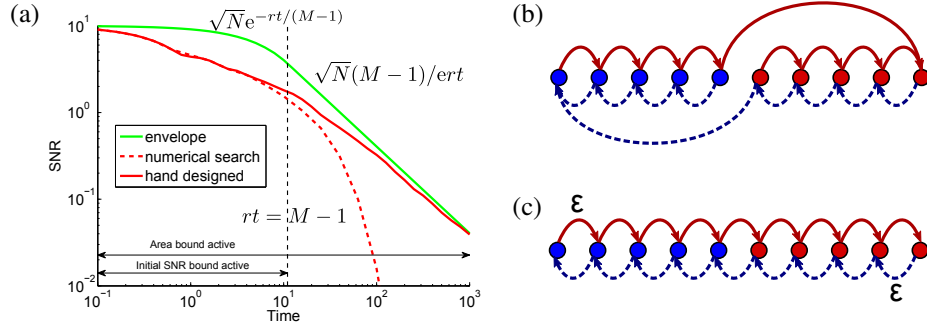 (a)
√N e^{-rt/(M−1)}
√N(M − 1)/ert
SNR
10^1
10^0
10^{-1}
10^{-2}
envelope
numerical search
hand designed
rt = M − 1
Area bound active
Initial SNR bound active
10^{-1} 10^0 10^1 10^2 10^3
Time
(b)
(c)
ε
ε